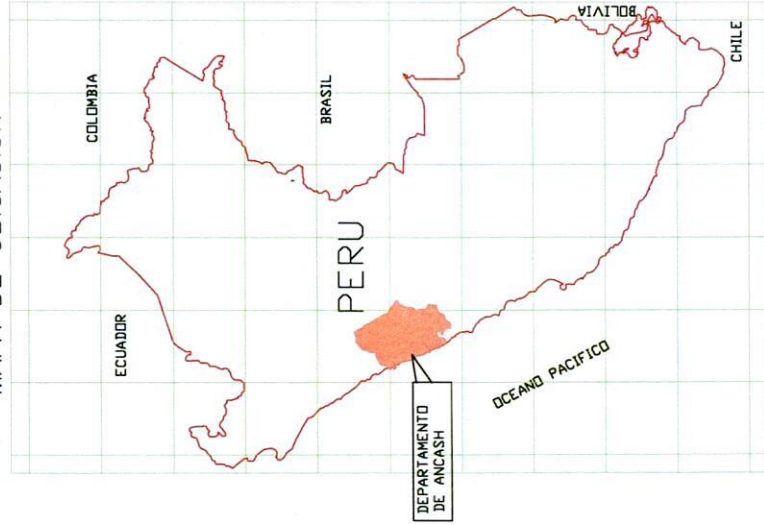 COLOMBIA
ECUADOR
BRASIL
PERU
BOLIVIA
DEPARTAMENTO
DE ANCASH
OCEANO PACIFICO
CHILE